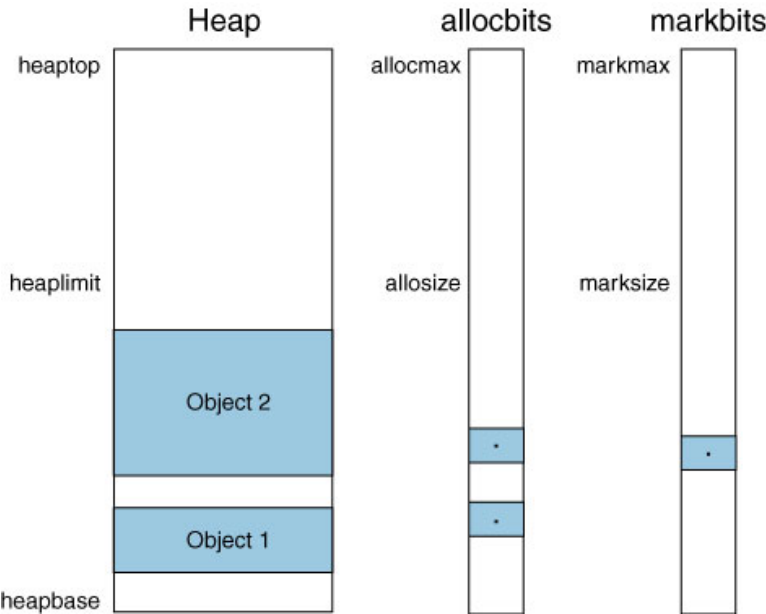 Heap allocbits markbits
heaptop allocmax markmax
heaplimit allosize marksize
Object 2
Object 1
heapbase